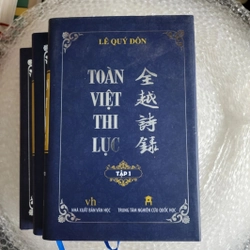 LÊ QUÝ ĐÔN
TOÀN
VIỆT
THI
LỤC
全越詩錄
TẬP 1
vh
NHÀ XUẤT BẢN VĂN HỌC
TRUNG TÂM NGHIÊN CỨU QUỐC HỌC